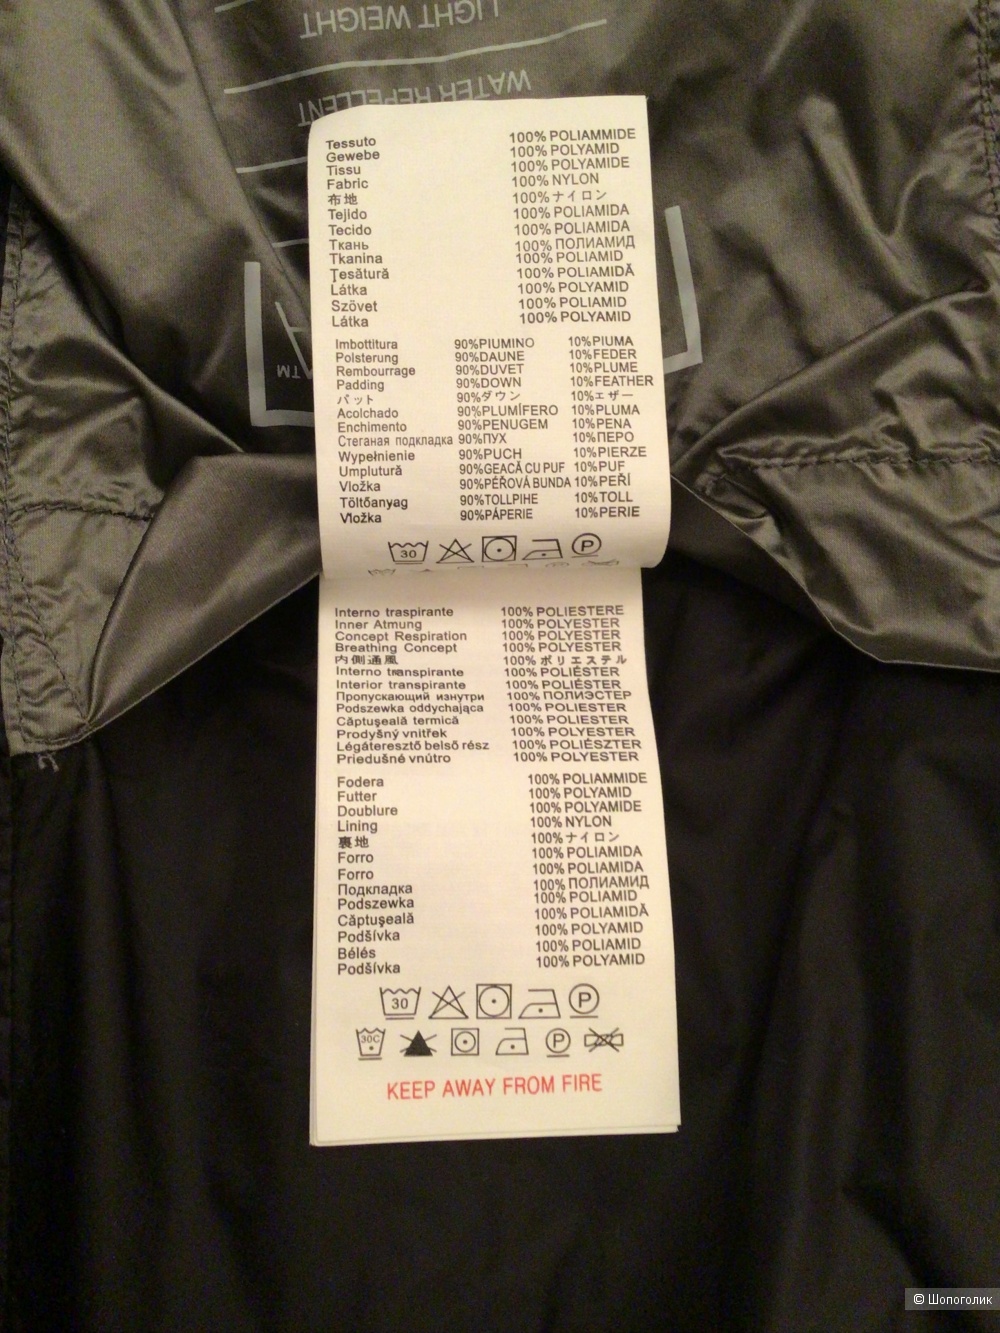 LIGHT WEIGHT
WATER REPELLENT
TM
Tessuto 100% POLIAMMIDE
Gewebe 100% POLYAMID
Tissu 100% POLYAMIDE
Fabric 100% NYLON
布地 100% ナイロン
Tejido 100% POLIAMIDA
Tecido 100% POLIAMIDA
Ткань 100% ПОЛИАМИД
Tkanina 100% POLIAMID
Ţesătură 100% POLIAMIDĂ
Látka 100% POLYAMID
Szövet 100% POLIAMID
Látka 100% POLYAMID
Imbottitura 90%PIUMINO 10%PIUMA
Polsterung 90%DAUNE 10%FEDER
Rembourrage 90%DUVET 10%PLUME
Padding 90%DOWN 10%FEATHER
パット 90%ダウン 10%エザー
Acolchado 90%PLUMÍFERO 10%PLUMA
Enchimento 90%PENUGEM 10%PENA
Стеганая подкладка 90%ПУХ 10%ПЕРО
Wypełnienie 90%PUCH 10%PIERZE
Umplutură 90%GEACĂ CU PUF 10%PUF
Vložka 90%PÉŘOVÁ BUNDA 10%PEŘÍ
Töltőanyag 90%TOLLPIHE 10%TOLL
Vložka 90%PÁPERIE 10%PERIE
30 P
Interno traspirante 100% POLIESTERE
Inner Atmung 100% POLYESTER
Concept Respiration 100% POLYESTER
Breathing Concept 100% POLYESTER
内側通風 100% ポリエステル
Interno transpirante 100% POLIÉSTER
Interior transpirante 100% POLIÉSTER
Пропускающий изнутри 100% ПОЛИЭСТЕР
Podszewka oddychająca 100% POLIESTER
Căptuşeală termică 100% POLIESTER
Prodyšný vnitřek 100% POLYESTER
Légáteresztő belső rész 100% POLIÉSZTER
Priedušné vnútro 100% POLYESTER
Fodera 100% POLIAMMIDE
Futter 100% POLYAMID
Doublure 100% POLYAMIDE
Lining 100% NYLON
裏地 100% ナイロン
Forro 100% POLIAMIDA
Forro 100% POLIAMIDA
Подкладка 100% ПОЛИАМИД
Podszewka 100% POLIAMID
Căptuşeală 100% POLIAMIDĂ
Podšívka 100% POLYAMID
Bélés 100% POLIAMID
Podšívka 100% POLYAMID
30 P
30C P
KEEP AWAY FROM FIRE
© Шопоголик